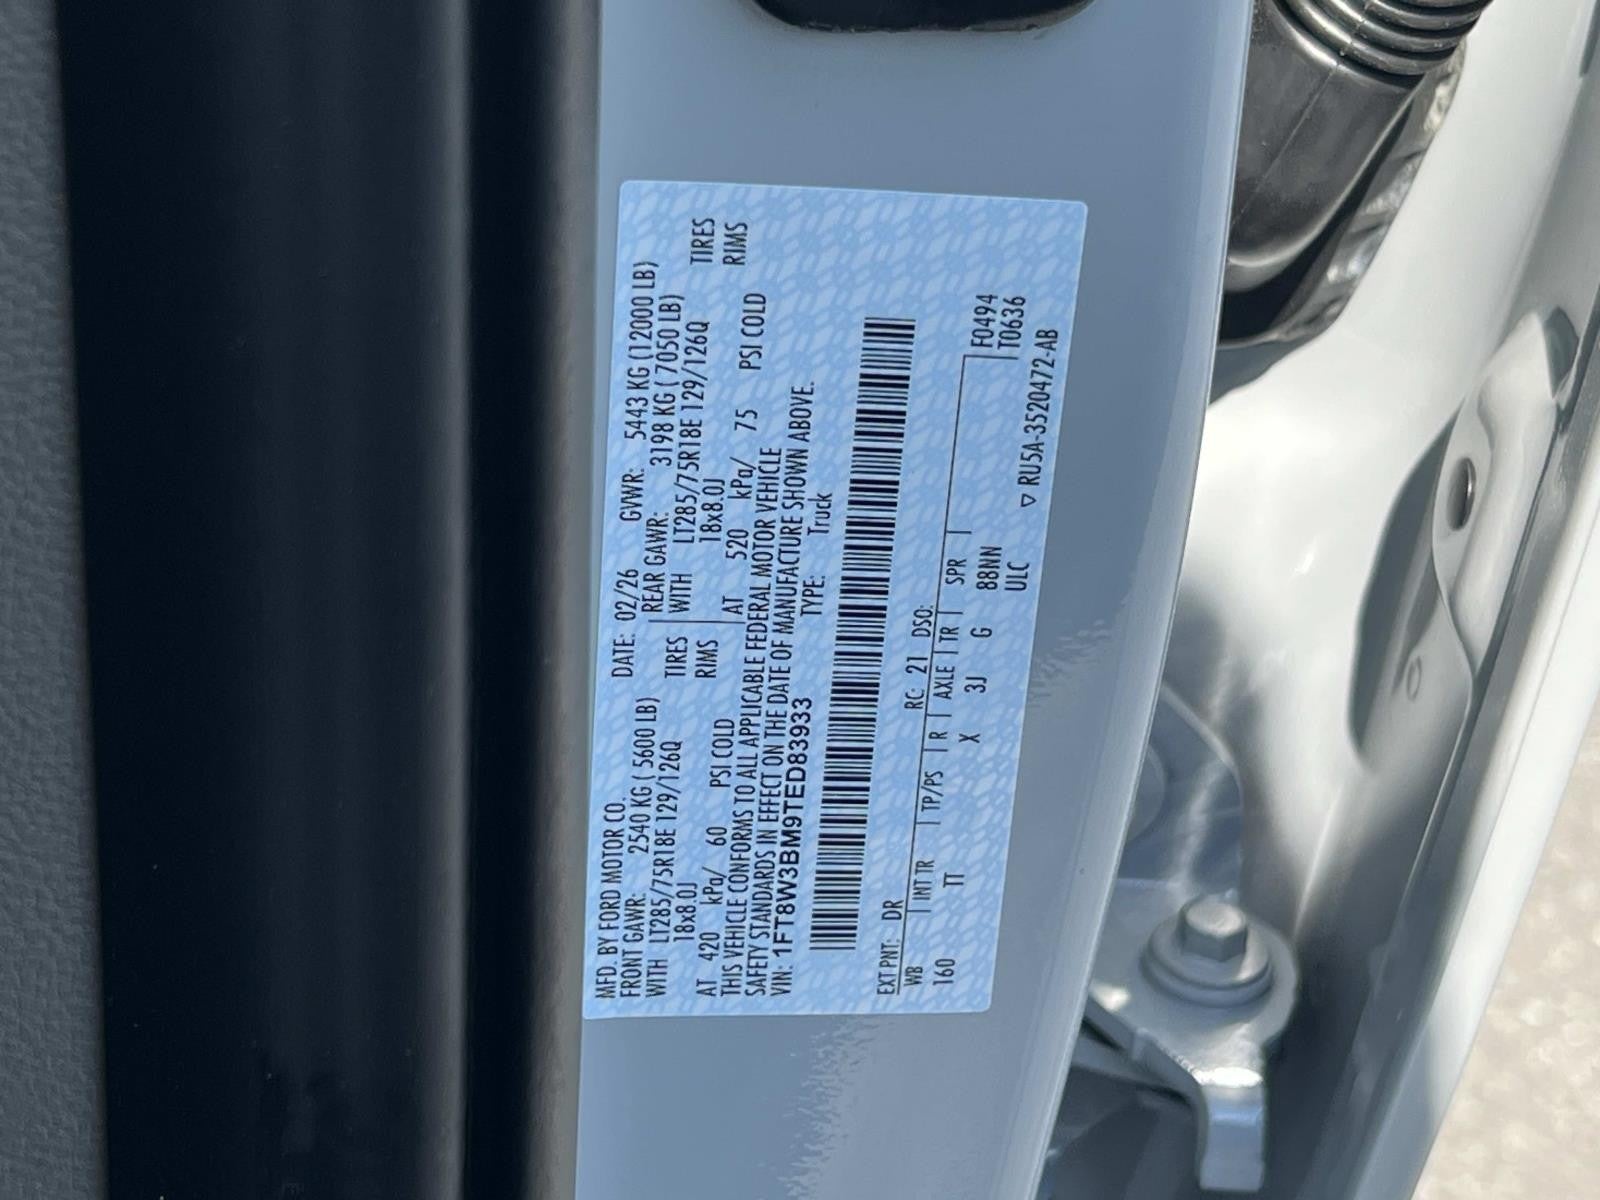 MFD. BY FORD MOTOR CO. DATE: 02/26 GVWR: 5443 KG (12000 LB)
FRONT GAWR: 2540 KG ( 5600 LB) REAR GAWR: 3198 KG ( 7050 LB)
WITH LT285/75R18E 129/126Q TIRES WITH LT285/75R18E 129/126Q TIRES
18x8.0J RIMS 18x8.0J RIMS
AT 420 kPa/ 60 PSI COLD AT 520 kPa/ 75 PSI COLD
THIS VEHICLE CONFORMS TO ALL APPLICABLE FEDERAL MOTOR VEHICLE
SAFETY STANDARDS IN EFFECT ON THE DATE OF MANUFACTURE SHOWN ABOVE.
VIN: 1FT8W3BM9TED83933 TYPE: Truck
EXT PNT: DR RC: 21 DSO:
WB INT TR TP/PS R AXLE TR SPR F0494
160 TT X 3J G 88NN T0636
ULC ▽ RU5A-3520472-AB